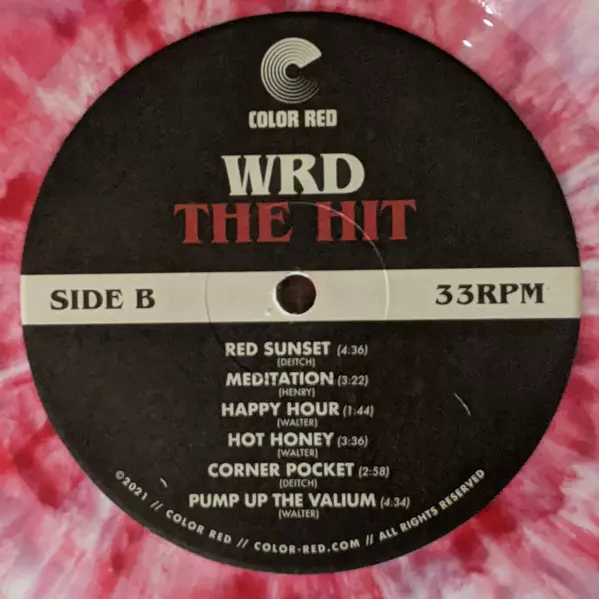 COLOR RED
WRD
THE HIT
SIDE B
33RPM
RED SUNSET (4:36)
(DEITCH)
MEDITATION (3:22)
(HENRY)
HAPPY HOUR (1:44)
(WALTER)
HOT HONEY (3:36)
(WALTER)
CORNER POCKET (2:58)
(DEITCH)
PUMP UP THE VALIUM (4:34)
(WALTER)
©2021 // COLOR RED // COLOR-RED.COM // ALL RIGHTS RESERVED